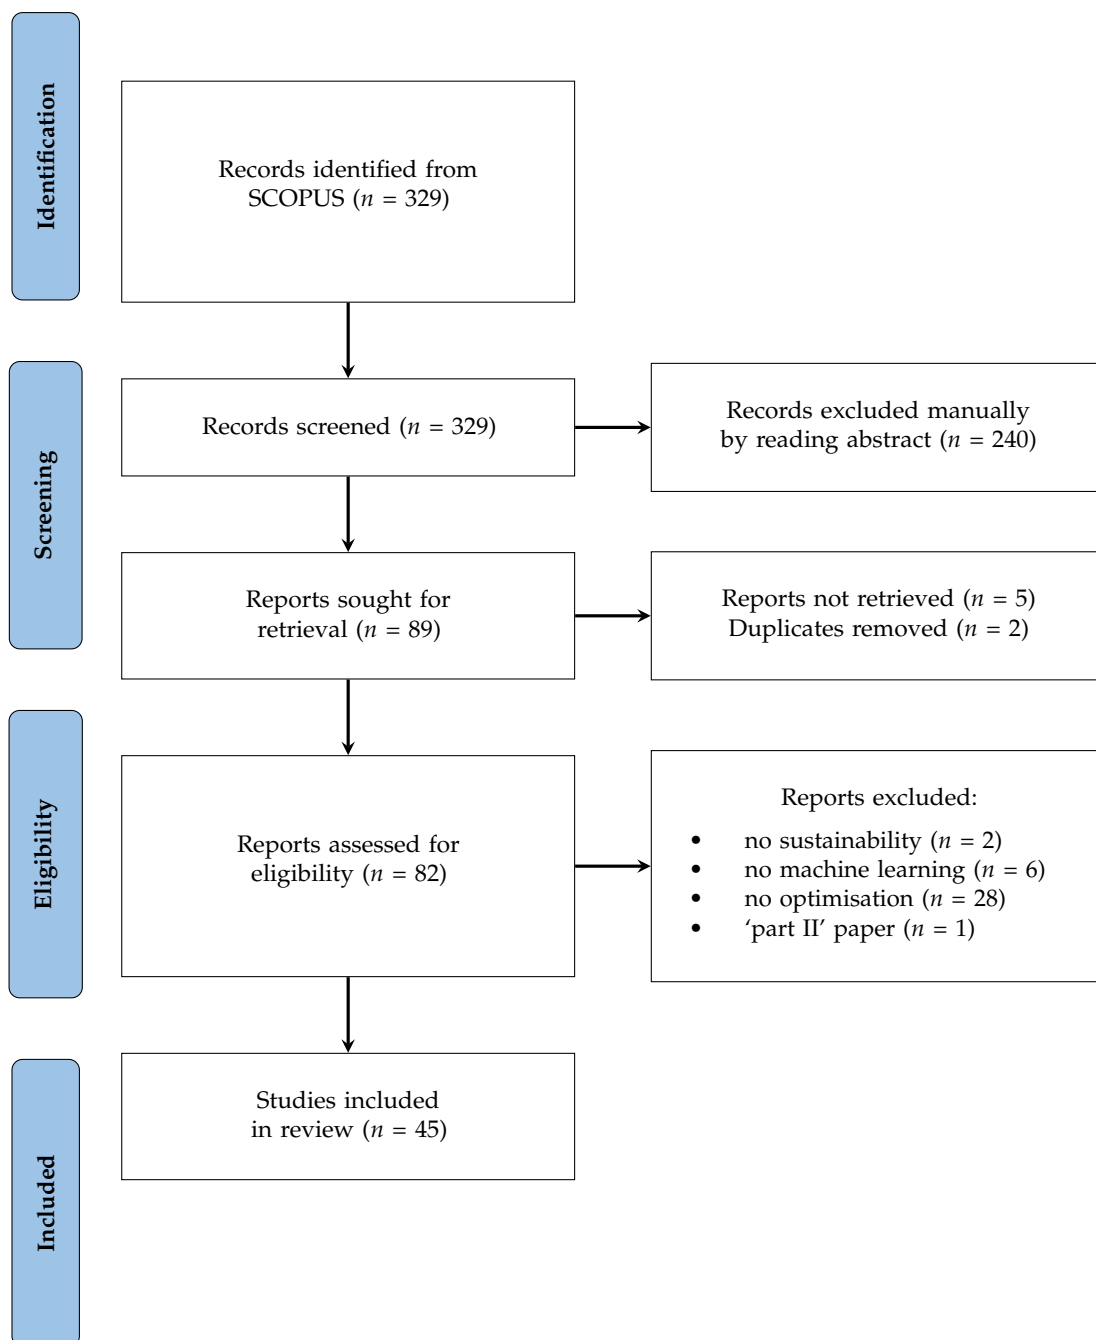 Identification
Records identified from
SCOPUS (n = 329)
Screening
Records screened (n = 329)
Records excluded manually
by reading abstract (n = 240)
Reports sought for
retrieval (n = 89)
Reports not retrieved (n = 5)
Duplicates removed (n = 2)
Eligibility
Reports assessed for
eligibility (n = 82)
Reports excluded:
• no sustainability (n = 2)
• no machine learning (n = 6)
• no optimisation (n = 28)
• ‘part II’ paper (n = 1)
Included
Studies included
in review (n = 45)